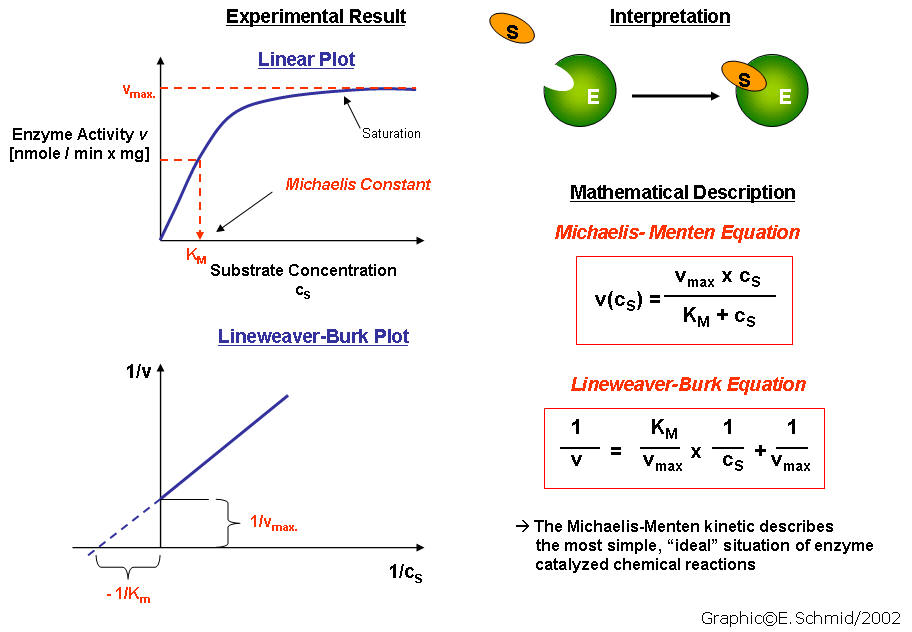 Experimental Result
Linear Plot
vmax.
Enzyme Activity v
[nmole / min x mg]
Saturation
Michaelis Constant
KM
Substrate Concentration
cS
Lineweaver-Burk Plot
1/v
1/vmax.
1/cS
- 1/Km
Interpretation
S
E
S
E
Mathematical Description
Michaelis- Menten Equation
v(cS) = vmax x cS / KM + cS
Lineweaver-Burk Equation
1/v = KM/vmax x 1/cS + 1/vmax
→ The Michaelis-Menten kinetic describes
the most simple, “ideal” situation of enzyme
catalyzed chemical reactions
Graphic©E.Schmid/2002